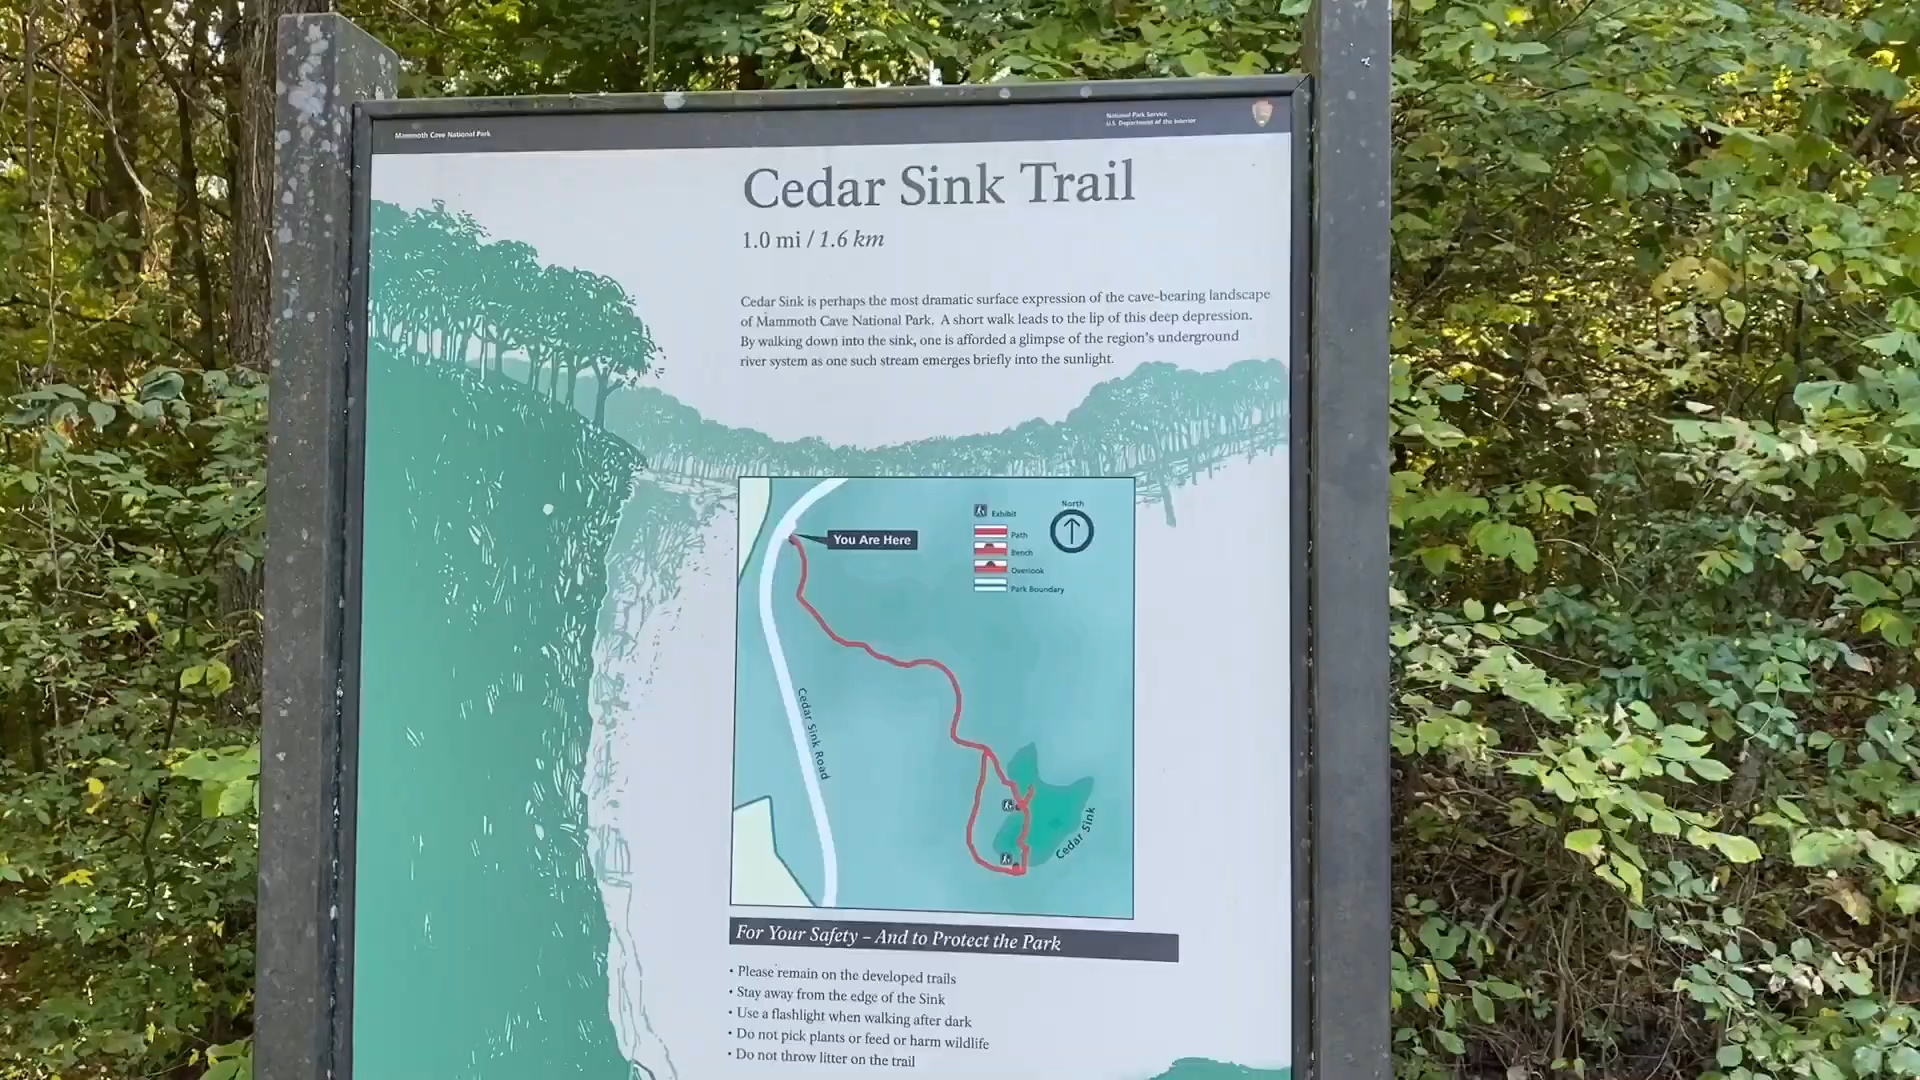 Mammoth Cave National Park
National Park Service
U.S. Department of the Interior
Cedar Sink Trail
1.0 mi / 1.6 km
Cedar Sink is perhaps the most dramatic surface expression of the cave-bearing landscape
of Mammoth Cave National Park. A short walk leads to the lip of this deep depression.
By walking down into the sink, one is afforded a glimpse of the region's underground
river system as one such stream emerges briefly into the sunlight.
You Are Here
Exhibit
Path
Bench
Overlook
Park Boundary
North
Cedar Sink Road
Cedar Sink
For Your Safety – And to Protect the Park
• Please remain on the developed trails
• Stay away from the edge of the Sink
• Use a flashlight when walking after dark
• Do not pick plants or feed or harm wildlife
• Do not throw litter on the trail